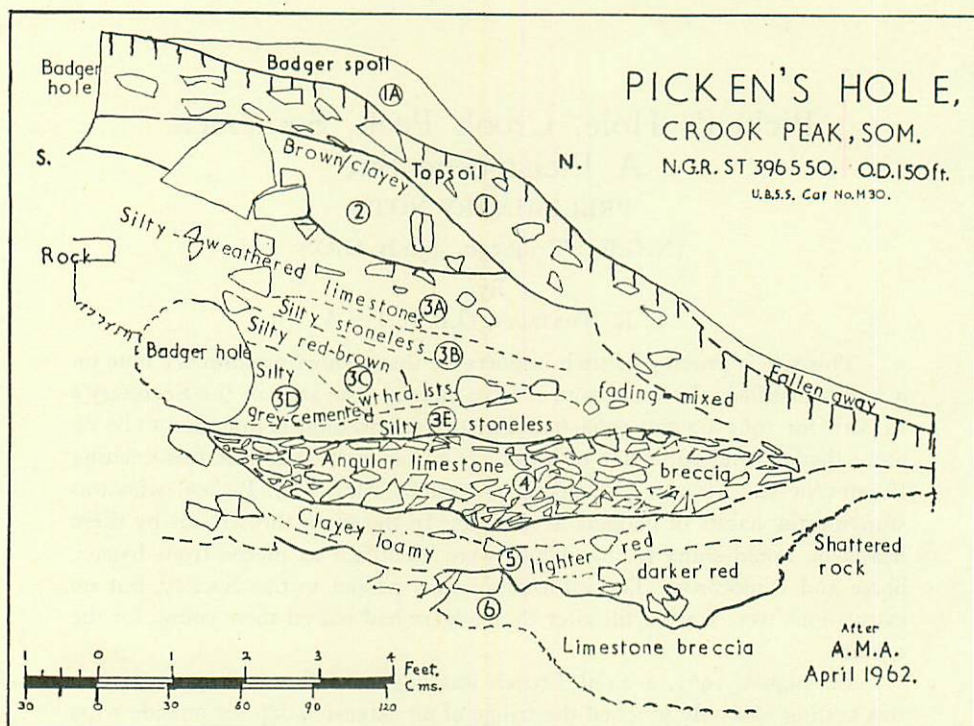 PICKEN'S HOLE,
CROOK PEAK, SOM.
N.G.R. ST 396550. O.D. 150 ft.
U.B.S.S. Cat No. M30.
Badger hole
Badger spoil
1A
S.
N.
Brown/clayey
Topsoil
2
1
Silty weathered limestones
3A
Rock
Silty stoneless
3B
Silty red-brown
3C
wthrd. lsts
Badger hole
Silty
3D
grey-cemented
Silty
3E
stoneless
fading - mixed
Fallen away
Angular limestone
4
breccia
Clayey loamy
5
lighter red
darker red
Shattered rock
6
Limestone breccia
After
A.M.A.
April 1962.
1 0 1 2 3 4 Feet
30 0 30 60 90 120 Cms.